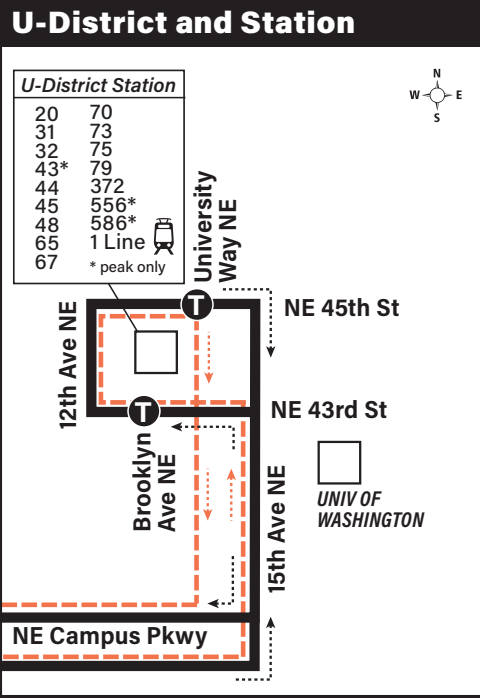 U-District and Station
N
W E
S
U-District Station
20 70
31 73
32 75
43* 79
44 372
45 556*
48 586*
65 1 Line
67 * peak only
University
Way NE
T
NE 45th St
12th Ave NE
T
NE 43rd St
Brooklyn
Ave NE
UNIV OF
WASHINGTON
15th Ave NE
NE Campus Pkwy